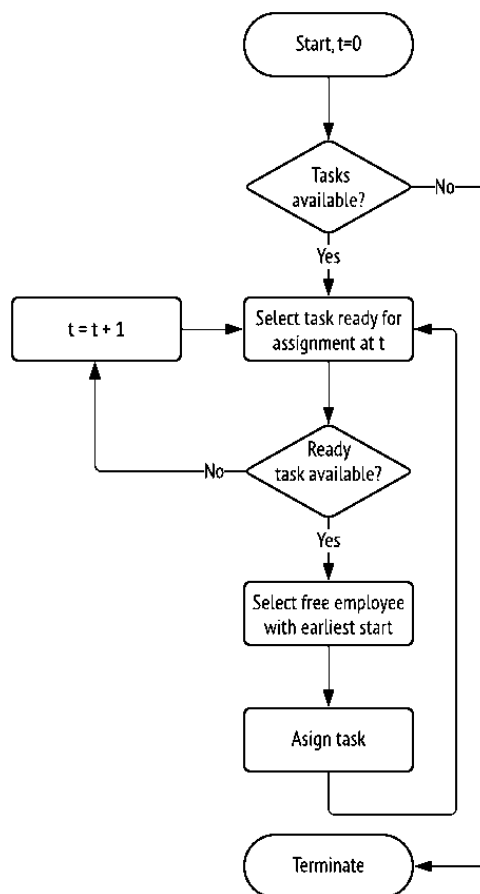 Start, t=0
Tasks
available?
No
Yes
t = t + 1
Select task ready for
assignment at t
Ready
task available?
No
Yes
Select free employee
with earliest start
Asign task
Terminate